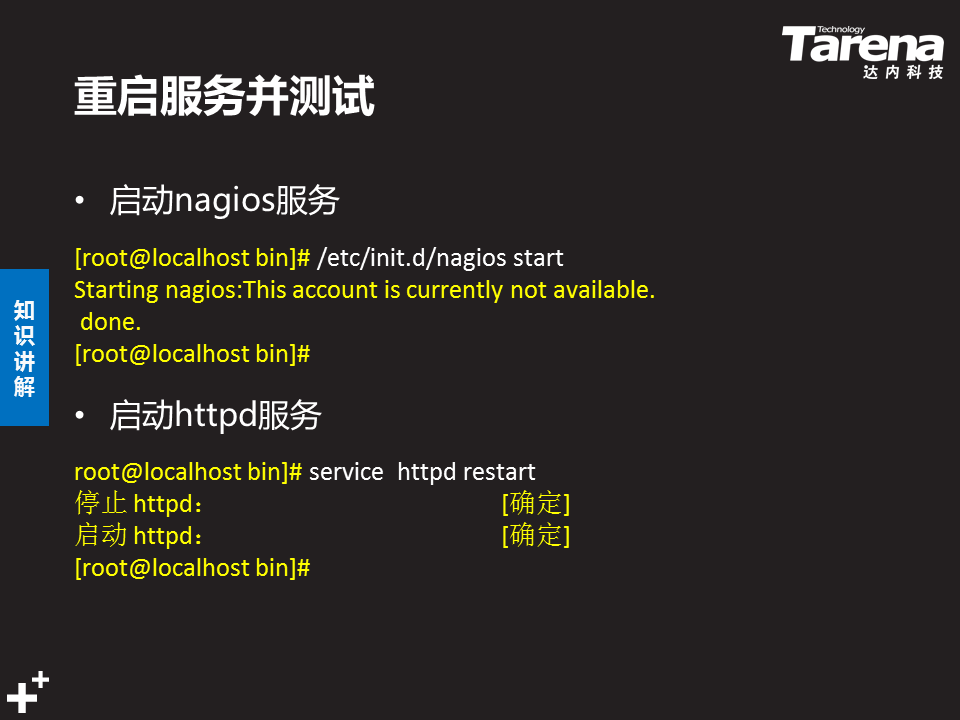 Technology
Tarena
达内科技
重启服务并测试
• 启动nagios服务
[root@localhost bin]# /etc/init.d/nagios start
Starting nagios:This account is currently not available.
done.
[root@localhost bin]#
知识讲解
• 启动httpd服务
root@localhost bin]# service  httpd restart
停止 httpd： [确定]
启动 httpd： [确定]
[root@localhost bin]#